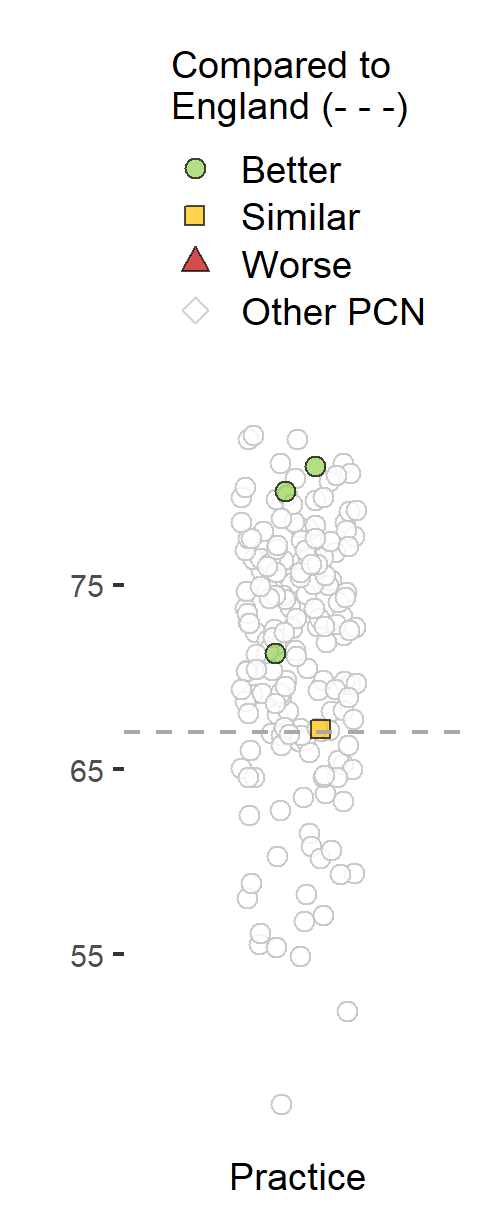 Compared to
England (- - -)
Better
Similar
Worse
Other PCN
75
65
55
Practice